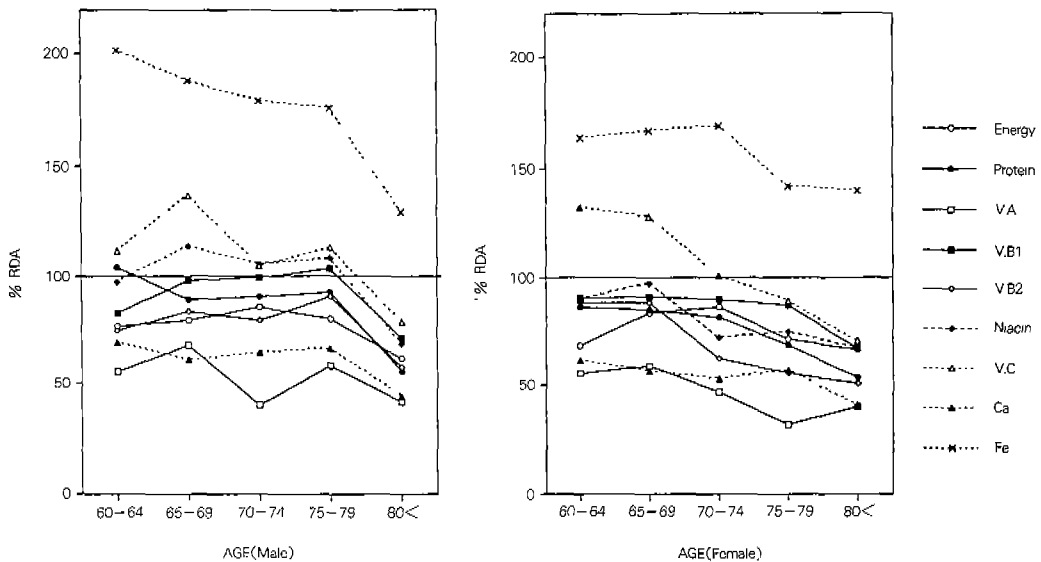 200
150
100
50
0
% RDA
60-64 65-69 70-74 75-79 80<
AGE(Male)
200
150
100
50
0
% RDA
60-64 65-69 70-74 75-79 80<
AGE(Female)
Energy
Protein
V.A
V.B1
V.B2
Niacin
V.C
Ca
Fe